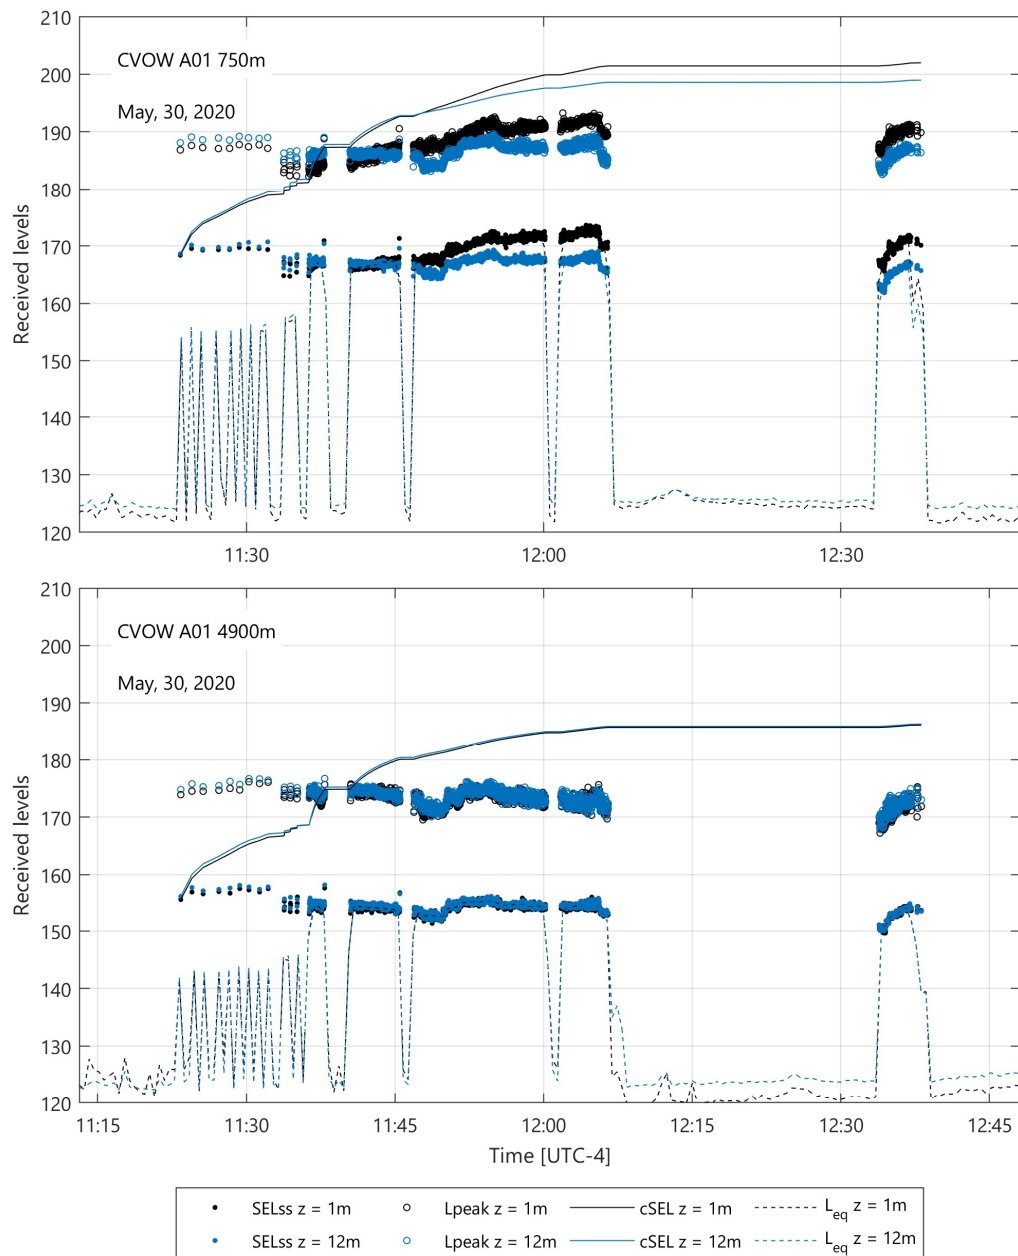 210
CVOW A01 750m
200
May, 30, 2020
190
180
170
Received levels
160
150
140
130
120
11:30 12:00 12:30
210
CVOW A01 4900m
200
May, 30, 2020
190
180
170
Received levels
160
150
140
130
120
11:15 11:30 11:45 12:00 12:15 12:30 12:45
Time [UTC-4]
SELss z = 1m Lpeak z = 1m cSEL z = 1m Leq z = 1m
SELss z = 12m Lpeak z = 12m cSEL z = 12m Leq z = 12m